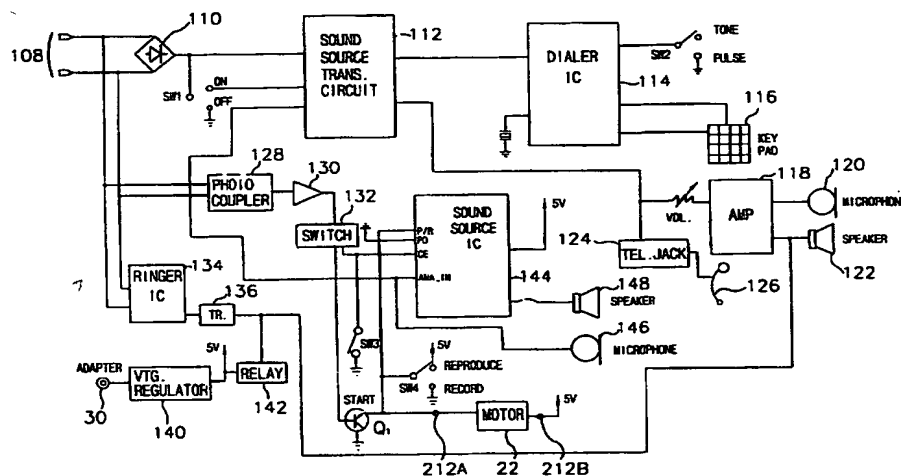 110
108
SOUND
SOURCE
TRANS.
CIRCUIT
112
ON
OFF
SW1
DIALER
IC
114
TONE
SW2
PULSE
116
KEY
PAD
128
PHOTO
COUPLER
130
132
SWITCH
SOUND
SOURCE
IC
P/R
PD
CE
ANA_IN
144
5V
118
AMP
VOL.
120
MICROPHON
SPEAKER
122
124
TEL.JACK
126
RINGER
IC
134
136
TR.
148
SPEAKER
146
MICROPHONE
SW3
5V
REPRODUCE
SW4
RECORD
ADAPTER
30
VTG.
REGULATOR
140
5V
RELAY
142
START
Q1
212A
MOTOR
22
5V
212B